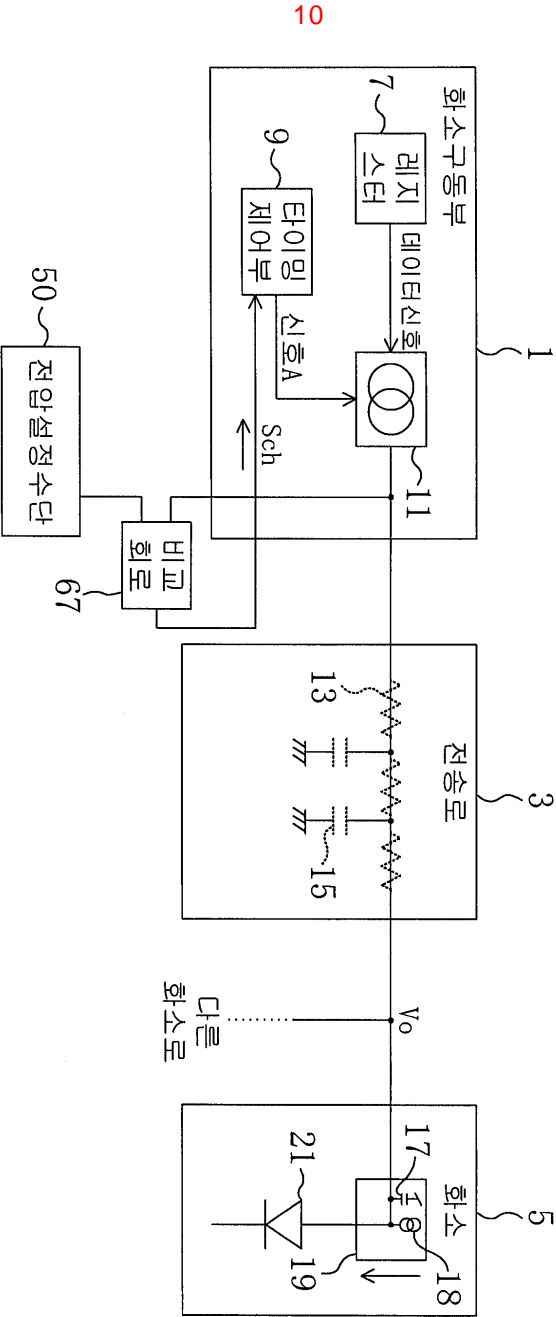 10
화소구동부
1
7
레지
스터
데이터신호
11
9
타이밍
제어부
신호A
Sch
50
전압설정수단
비교
회로
67
전송로
3
13
15
Vo
다른
화소로
화소
5
17
18
19
21